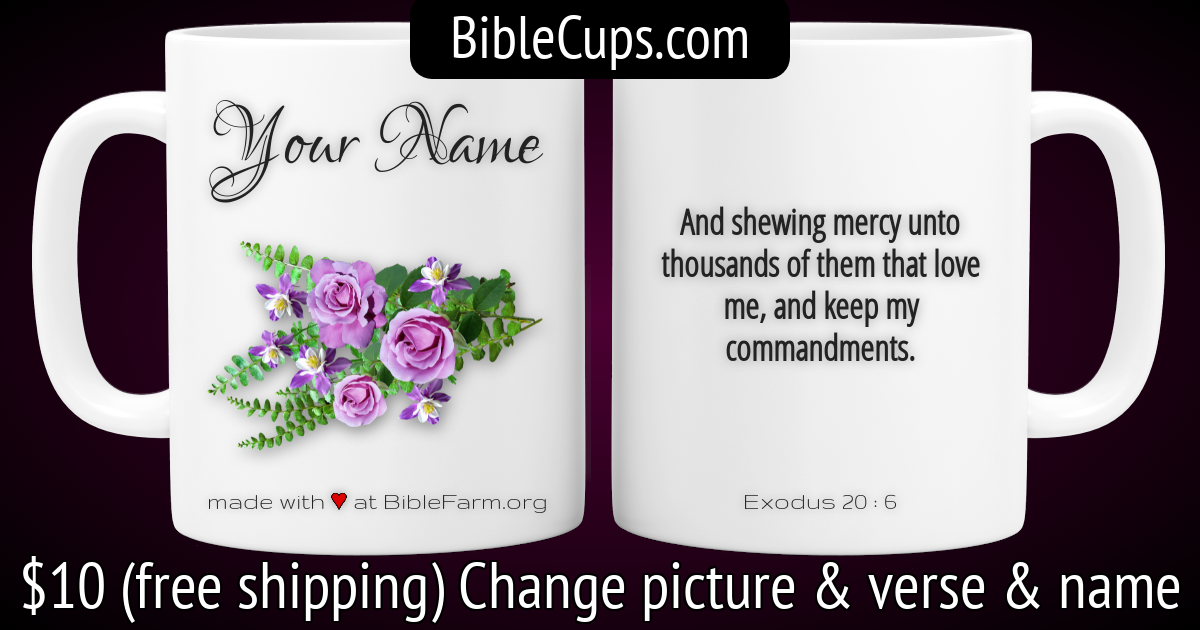 BibleCups.com
Your Name
made with ♥ at BibleFarm.org
And shewing mercy unto
thousands of them that love
me, and keep my
commandments.
Exodus 20 : 6
$10 (free shipping) Change picture & verse & name